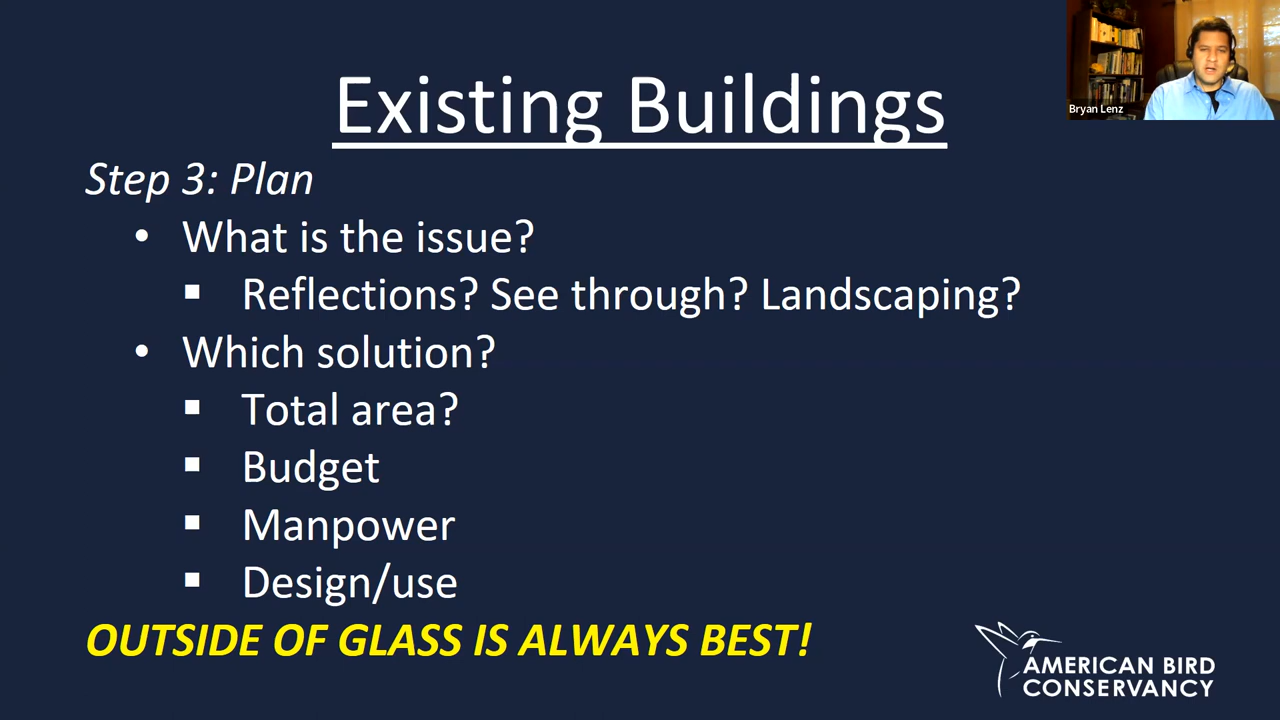 Bryan Lenz
Existing Buildings
Step 3: Plan
• What is the issue?
▪ Reflections? See through? Landscaping?
• Which solution?
▪ Total area?
▪ Budget
▪ Manpower
▪ Design/use
OUTSIDE OF GLASS IS ALWAYS BEST!
AMERICAN BIRD
CONSERVANCY